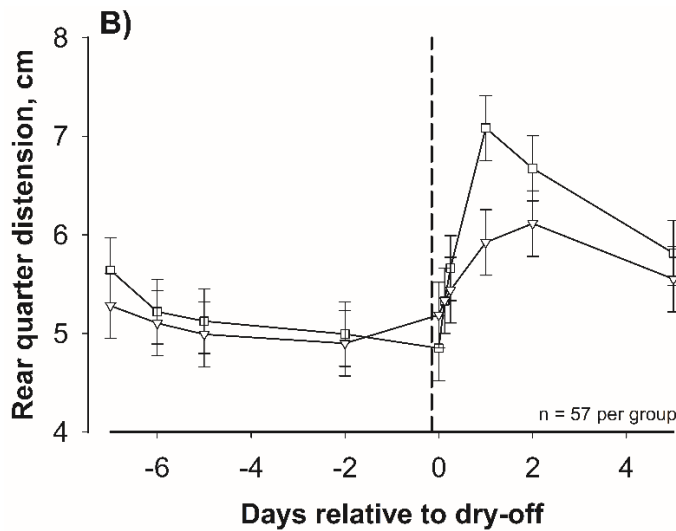 B)
8
7
6
5
4
Rear quarter distension, cm
n = 57 per group
-6
-4
-2
0
2
4
Days relative to dry-off